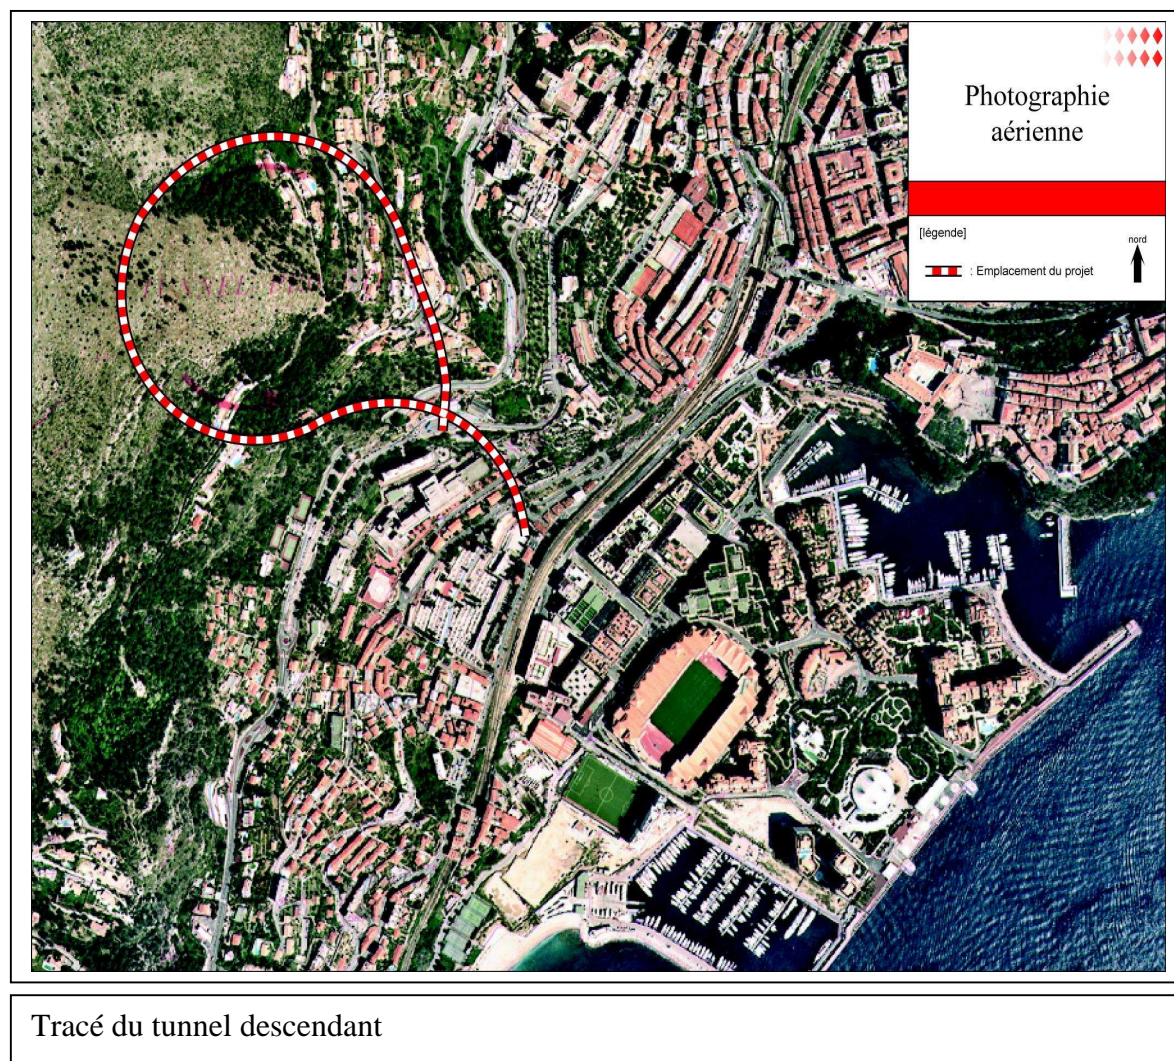 Photographie
aérienne
[légende]
nord
: Emplacement du projet
Tracé du tunnel descendant